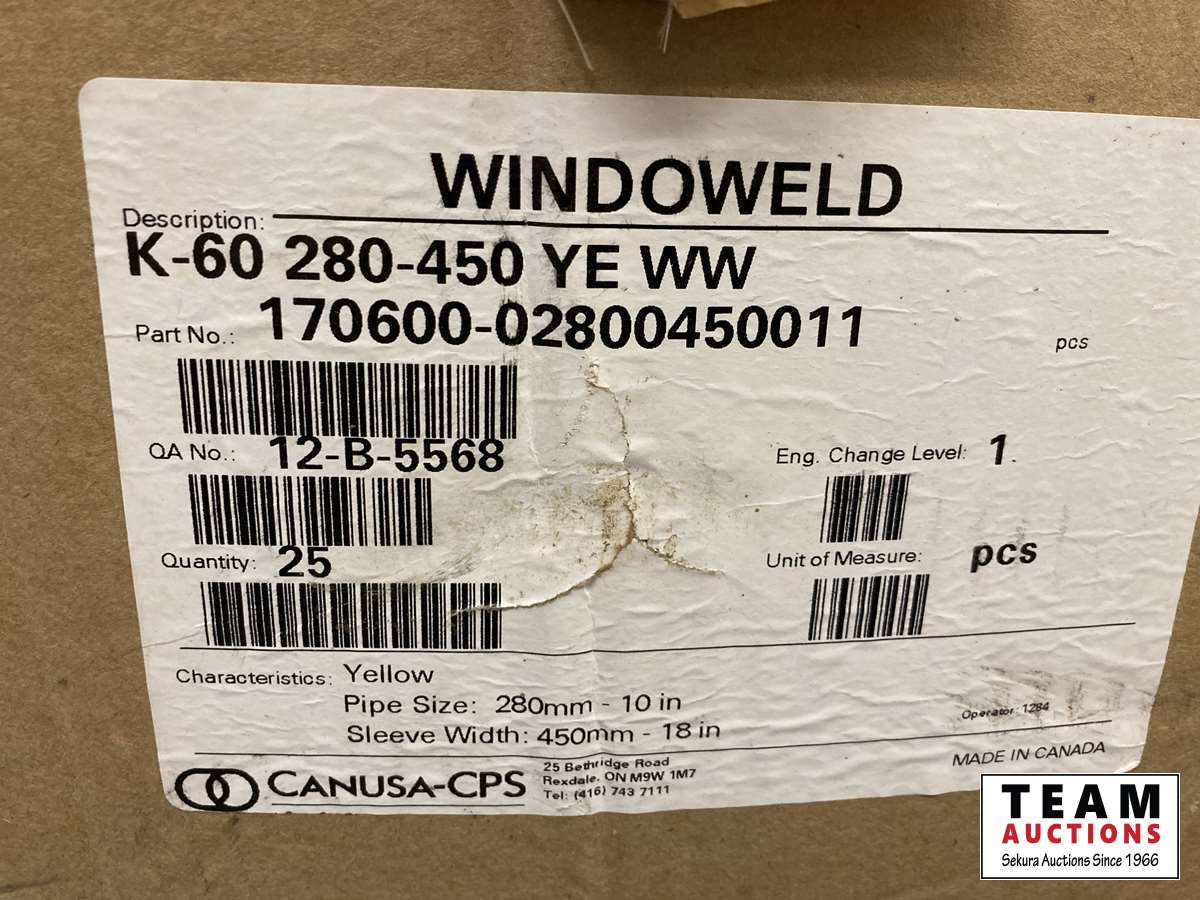 WINDOWELD
Description:
K-60 280-450 YE WW
Part No.: 170600-02800450011 pcs
QA No.: 12-B-5568
Eng. Change Level: 1.
Quantity: 25
Unit of Measure: pcs
Characteristics: Yellow
Pipe Size: 280mm - 10 in
Sleeve Width: 450mm - 18 in
Operator: 1284
MADE IN CANADA
CANUSA-CPS
25 Bethridge Road
Rexdale, ON M9W 1M7
Tel: (416) 743 7111
TEAM
AUCTIONS
Sekura Auctions Since 1966